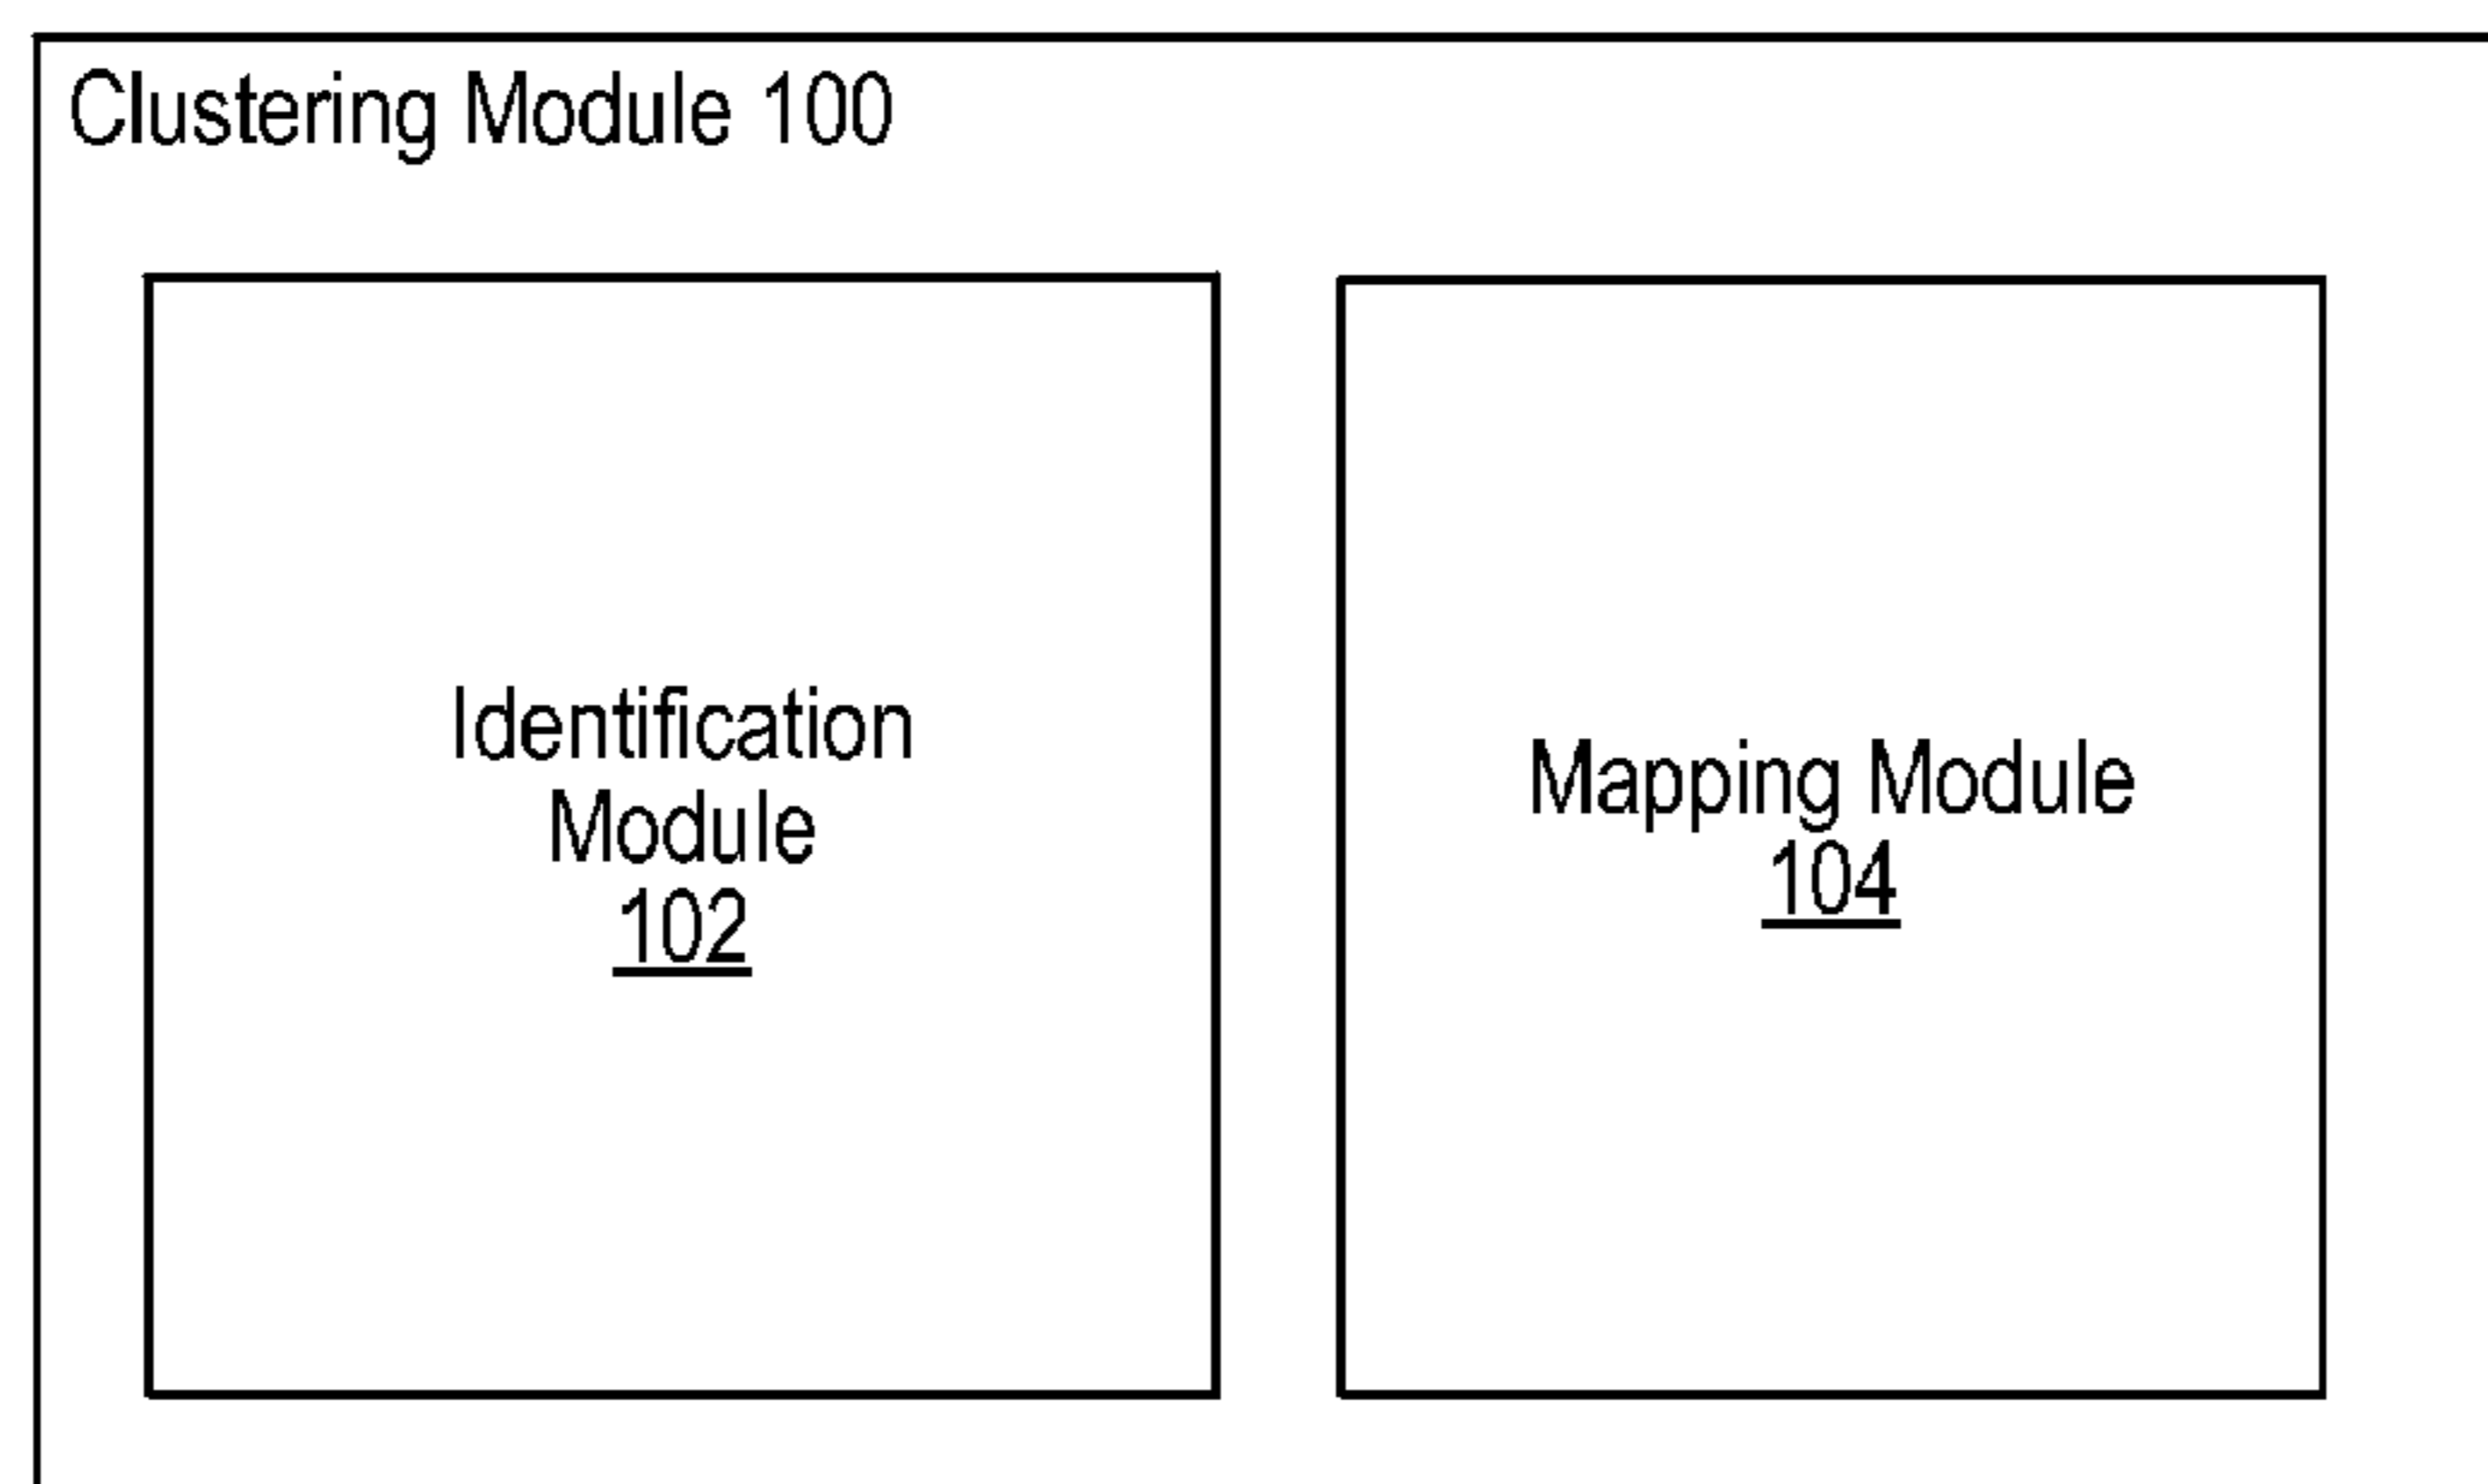 Clustering Module 100
Identification
Module
102
Mapping Module
104